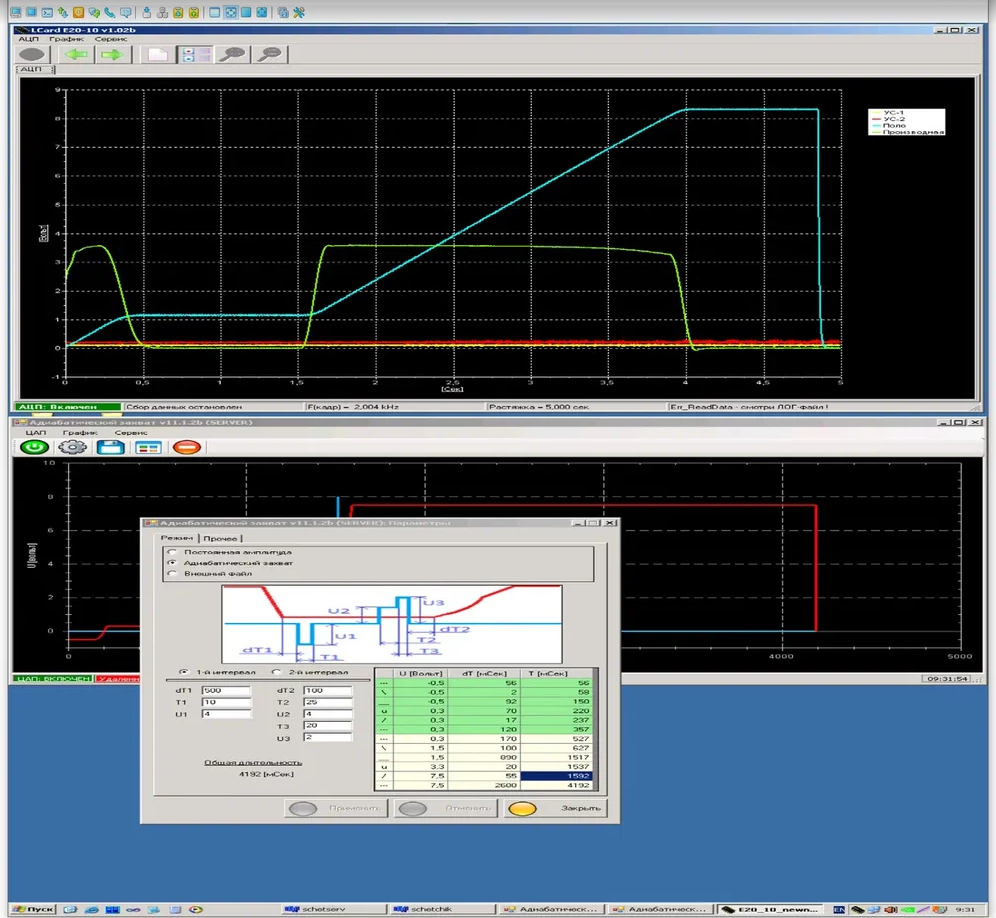 LCard E20-10 v1.02b
АЦП График Сервис
АЦП
9
8
7
6
5
4
3
2
1
0
-1
[Вольт]
0 0,5 1 1,5 2 2,5 3 3,5 4 4,5 5
[Сек]
УС-1
УС-2
Поле
Производная
АЦП: Включен Сбор данных остановлен F(кадр) = 2,004 kHz Растяжка = 5,000 сек Err_ReadData - смотри ЛОГ-файл!
Адиабатический захват v11.1.2b (SERVER)
ЦАП График Сервис
10
8
6
4
2
0
U[вольт]
0 4000 5000
ЦАП: ВКЛЮЧЕН 09:31:54
Адиабатический захват v11.1.2b (SERVER): Параметры
Режим Прочее
Постоянная амплитуда
Адиабатический захват
Внешний файл
U2 U3
U1 dT2
dT1 T2
T1 T3
1-й интервал 2-й интервал
dT1 500 dT2 100
T1 10 T2 25
U1 4 U2 4
T3 20
U3 2
Общая длительность
4192 [мСек]
U [Вольт] dT [мСек] T [мСек]
-0,5 56 56
-0,5 2 58
-0,5 92 150
0,3 70 220
0,3 17 237
0,3 120 357
0,3 170 527
1,5 100 627
1,5 890 1517
3,3 20 1537
7,5 55 1592
7,5 2600 4192
Применить Отменить Закрыть
Пуск schetserv schetchik Адиабатическ... Адиабатическ... E20_10_newn... EN 9:31